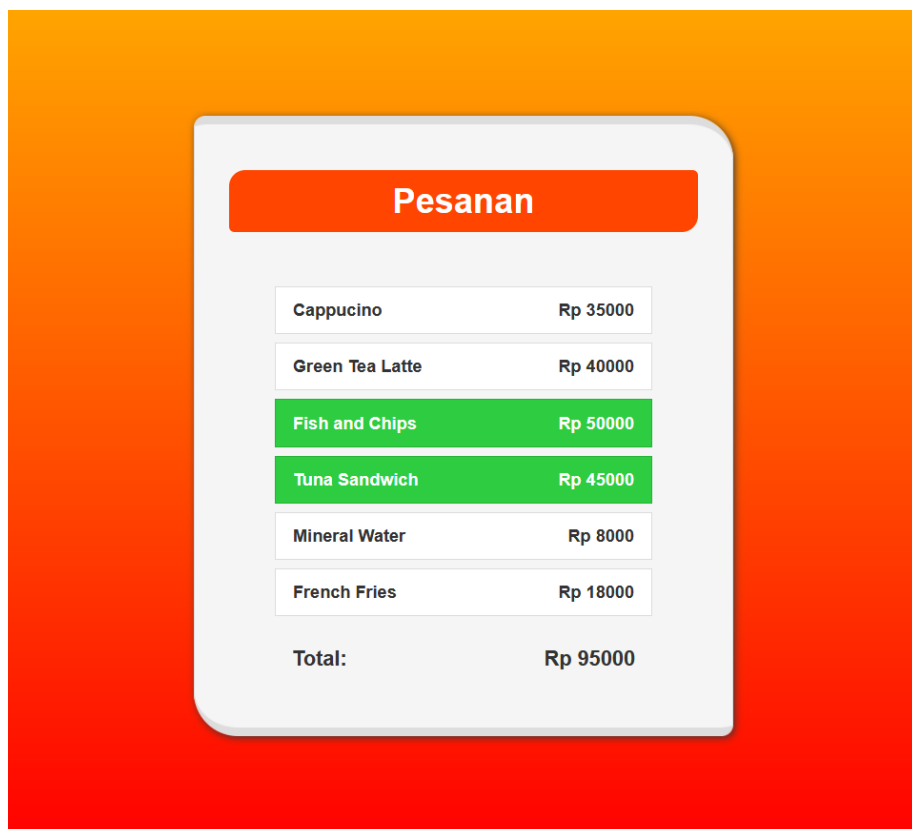 Pesanan
Cappucino Rp 35000
Green Tea Latte Rp 40000
Fish and Chips Rp 50000
Tuna Sandwich Rp 45000
Mineral Water Rp 8000
French Fries Rp 18000
Total: Rp 95000